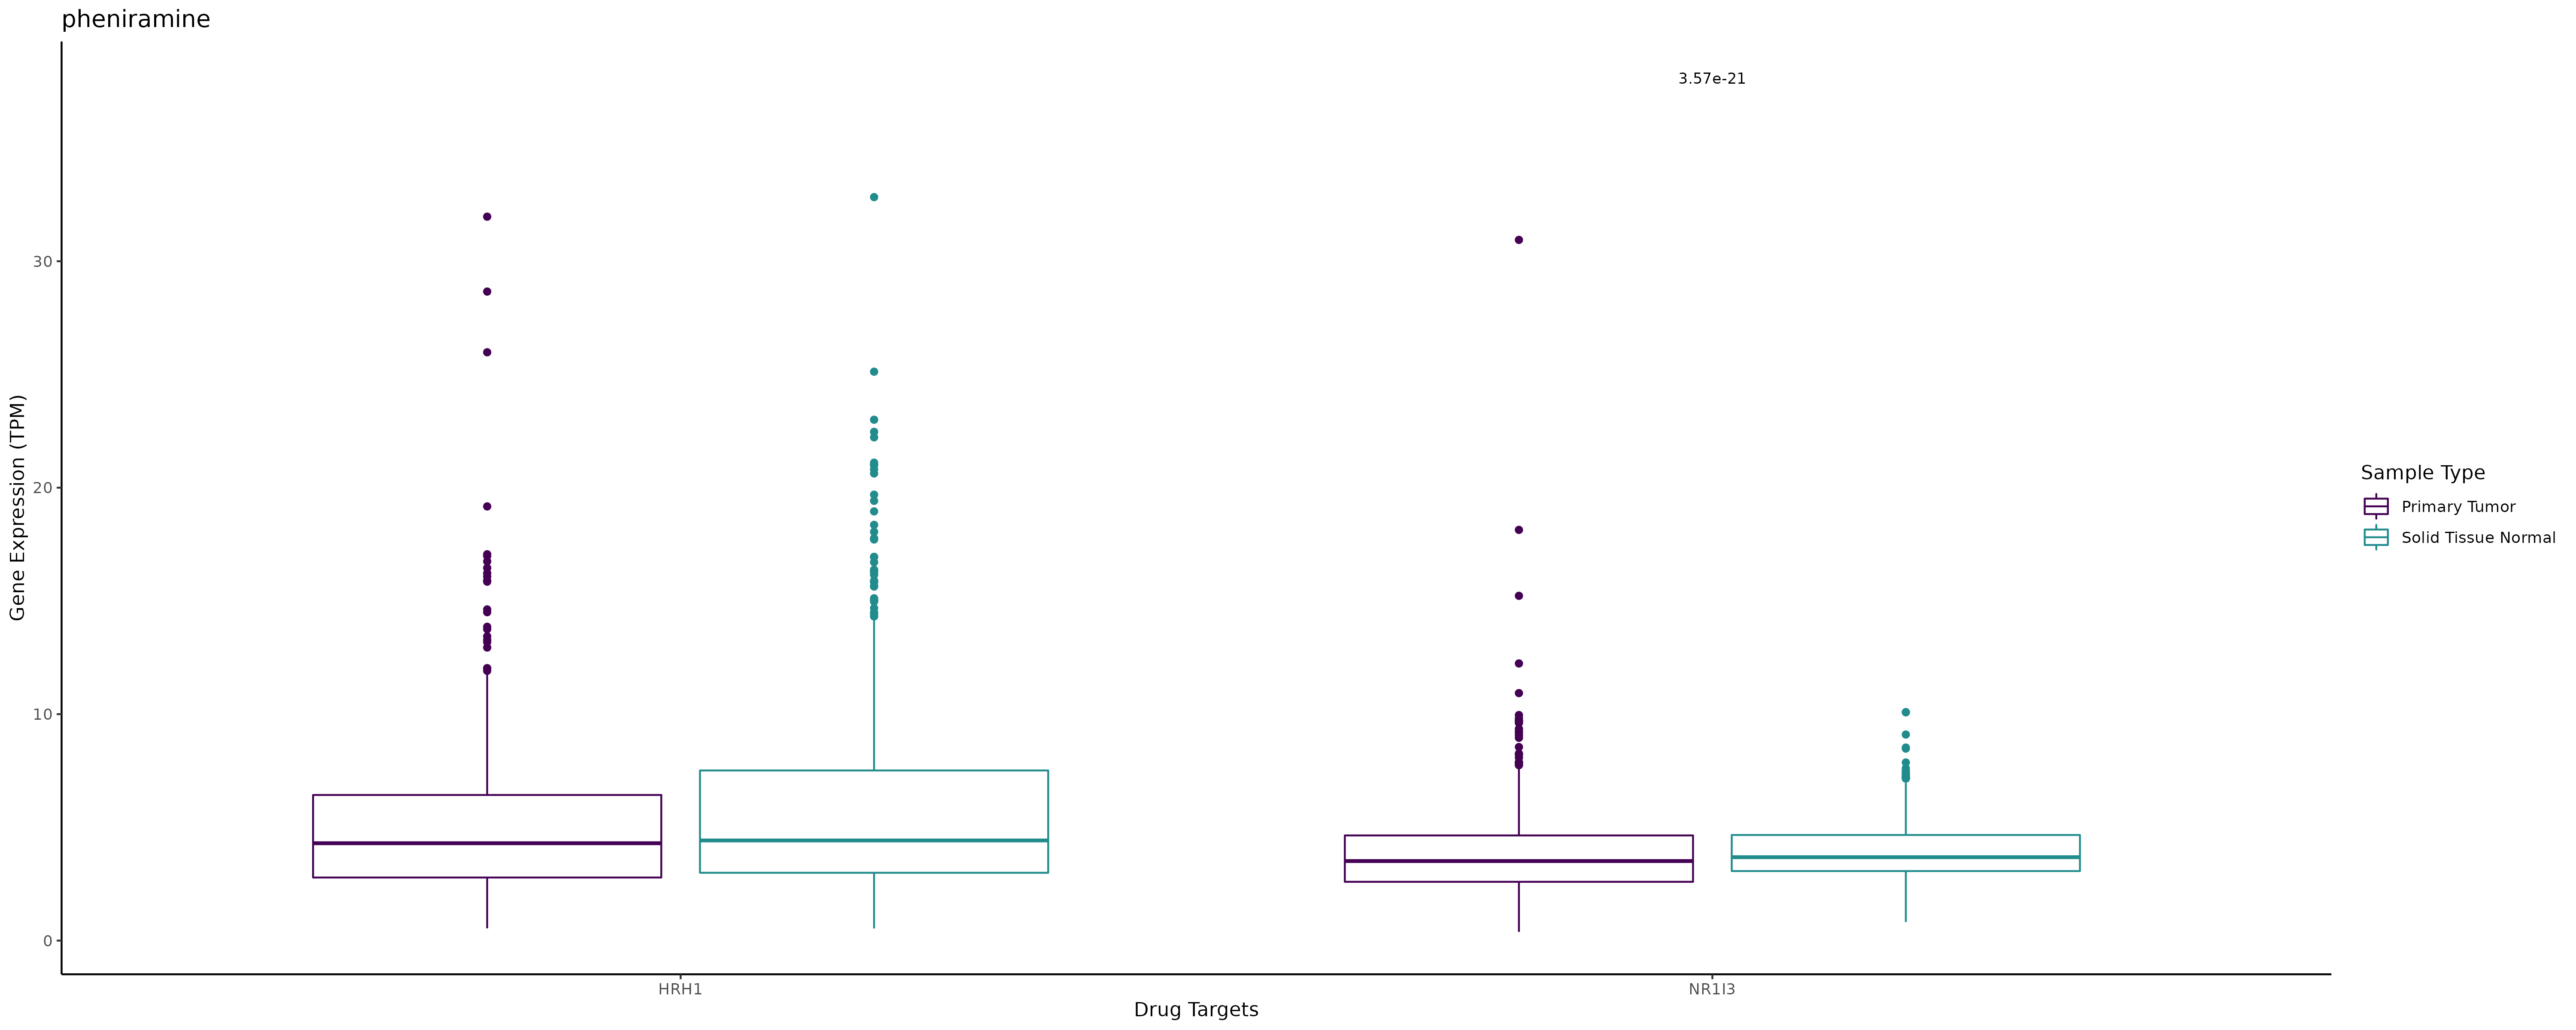 pheniramine
3.57e-21
Gene Expression (TPM)
30
20
10
0
HRH1
NR1I3
Drug Targets
Sample Type
Primary Tumor
Solid Tissue Normal